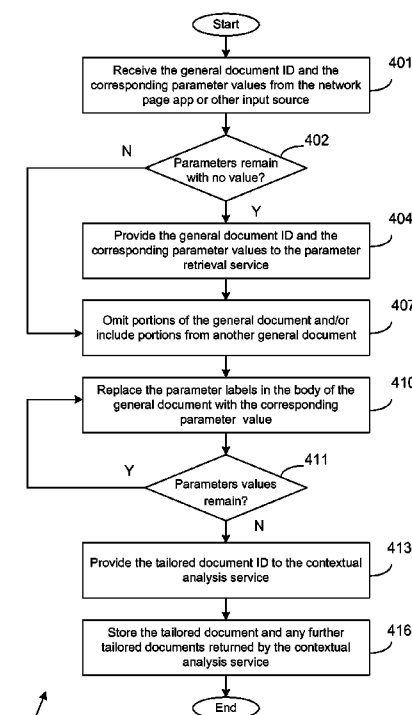 Start
Receive the general document ID and the
corresponding parameter values from the network
page app or other input source
401
402
N
Parameters remain
with no value?
Y
Provide the general document ID and the
corresponding parameter values to the parameter
retrieval service
404
Omit portions of the general document and/or
include portions from another general document
407
Replace the parameter labels in the body of the
general document with the corresponding
parameter value
410
411
Y
Parameters values
remain?
N
Provide the tailored document ID to the contextual
analysis service
413
Store the tailored document and any further
tailored documents returned by the contextual
analysis service
416
End